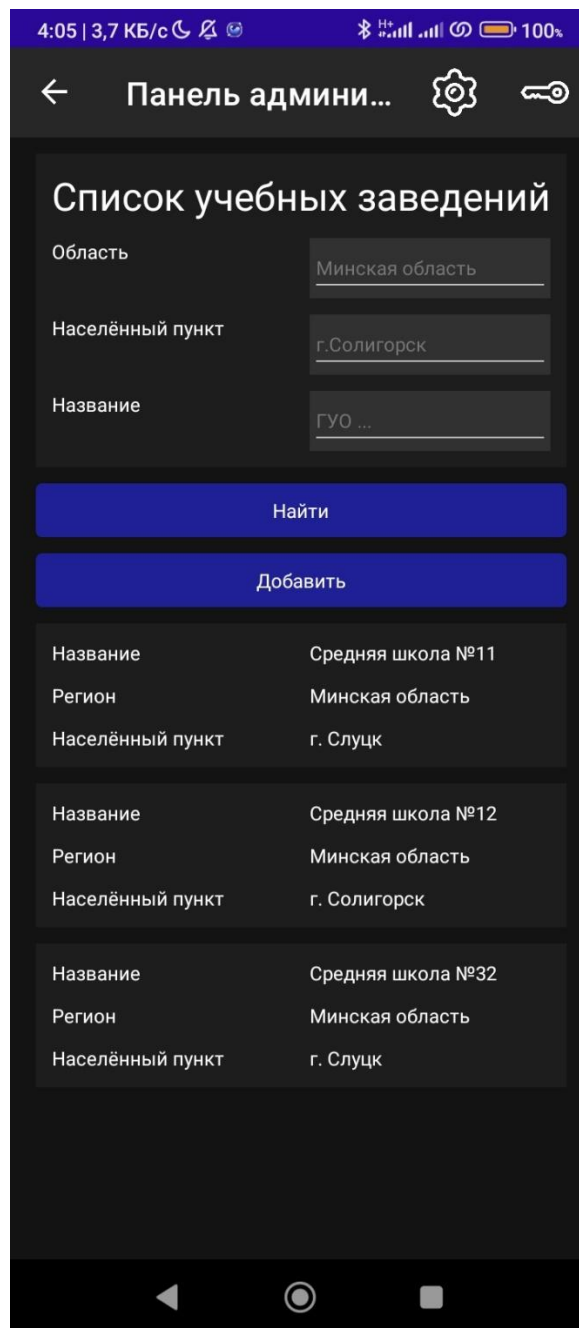 4:05 | 3,7 КБ/с H+ 100%
Панель админи...
Список учебных заведений
Область Минская область
Населённый пункт г.Солигорск
Название ГУО ...
Найти
Добавить
Название Средняя школа №11
Регион Минская область
Населённый пункт г. Слуцк
Название Средняя школа №12
Регион Минская область
Населённый пункт г. Солигорск
Название Средняя школа №32
Регион Минская область
Населённый пункт г. Слуцк